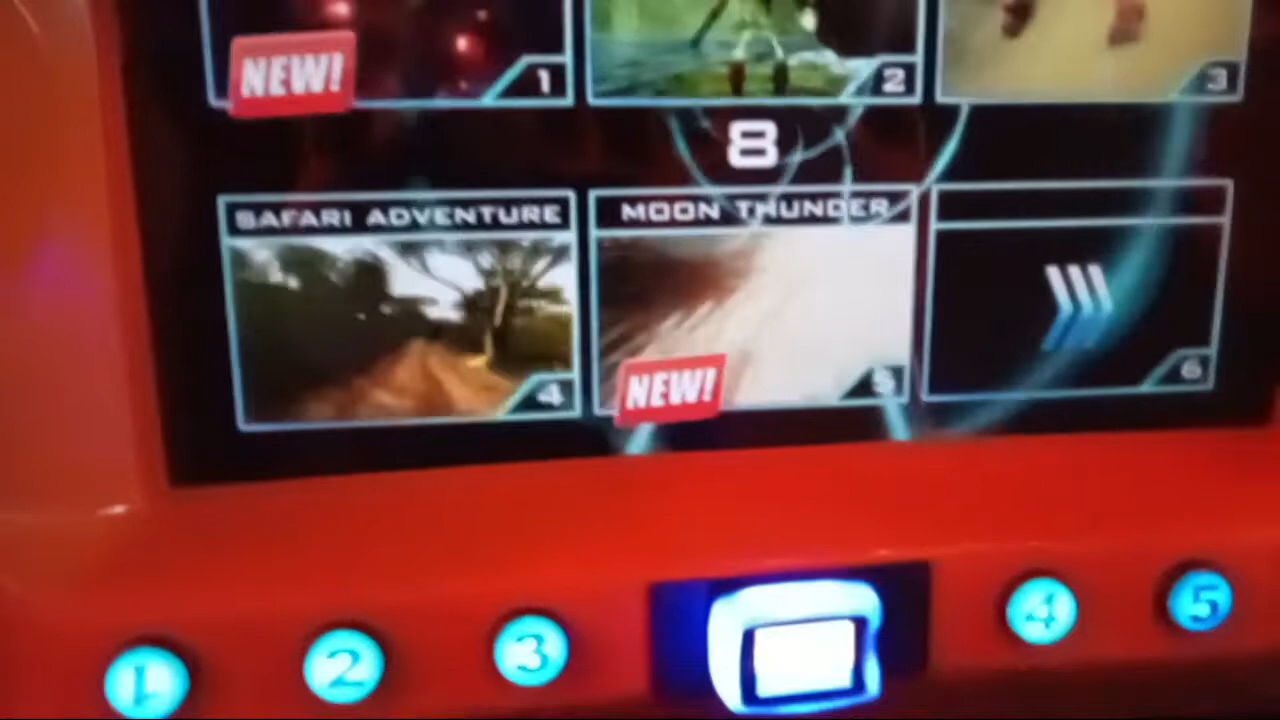 NEW! 1 2 3
8
SAFARI ADVENTURE MOON THUNDER
4 NEW! 5 6
1 2 3 4 5